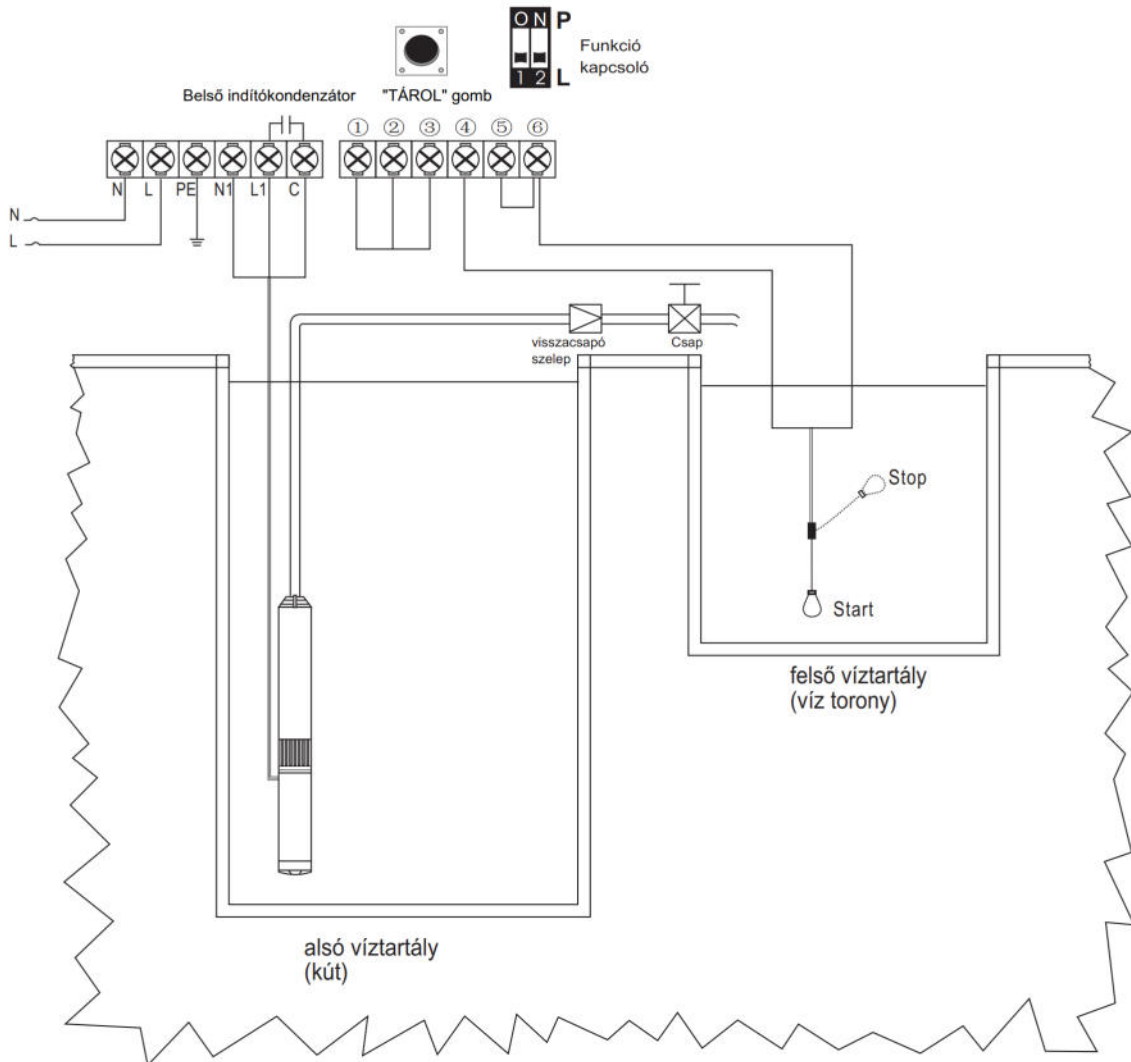 ON P
Funkció
kapcsoló
1 2 L
Belső indítókondenzátor
"TÁROL" gomb
① ② ③ ④ ⑤ ⑥
N L PE N1 L1 C
N
L
visszacsapó
szelep
Csap
Stop
Start
felső víztartály
(víz torony)
alsó víztartály
(kút)